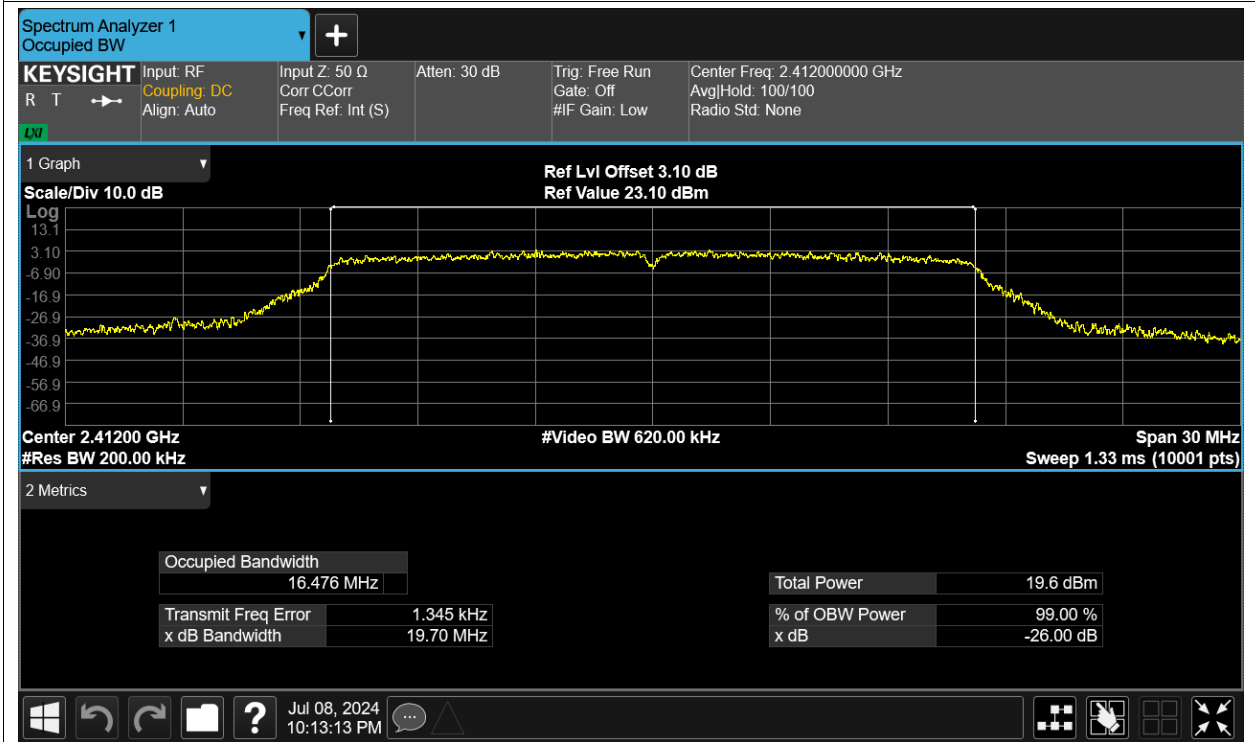 Spectrum Analyzer 1
Occupied BW
KEYSIGHT
R T
LXI
Input: RF
Coupling: DC
Align: Auto
Input Z: 50 Ω
Corr CCorr
Freq Ref: Int (S)
Atten: 30 dB
Trig: Free Run
Gate: Off
#IF Gain: Low
Center Freq: 2.412000000 GHz
Avg|Hold: 100/100
Radio Std: None
1 Graph
Scale/Div 10.0 dB
Ref Lvl Offset 3.10 dB
Ref Value 23.10 dBm
Log
13.1
3.10
-6.90
-16.9
-26.9
-36.9
-46.9
-56.9
-66.9
Center 2.41200 GHz
#Res BW 200.00 kHz
#Video BW 620.00 kHz
Span 30 MHz
Sweep 1.33 ms (10001 pts)
2 Metrics
Occupied Bandwidth
16.476 MHz
Transmit Freq Error 1.345 kHz
x dB Bandwidth 19.70 MHz
Total Power 19.6 dBm
% of OBW Power 99.00 %
x dB -26.00 dB
?
Jul 08, 2024
10:13:13 PM